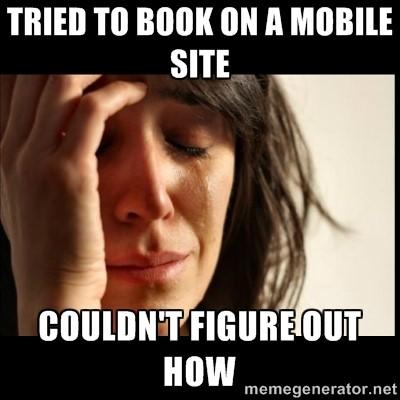 TRIED TO BOOK ON A MOBILE
SITE
COULDN'T FIGURE OUT
HOW
memegenerator.net